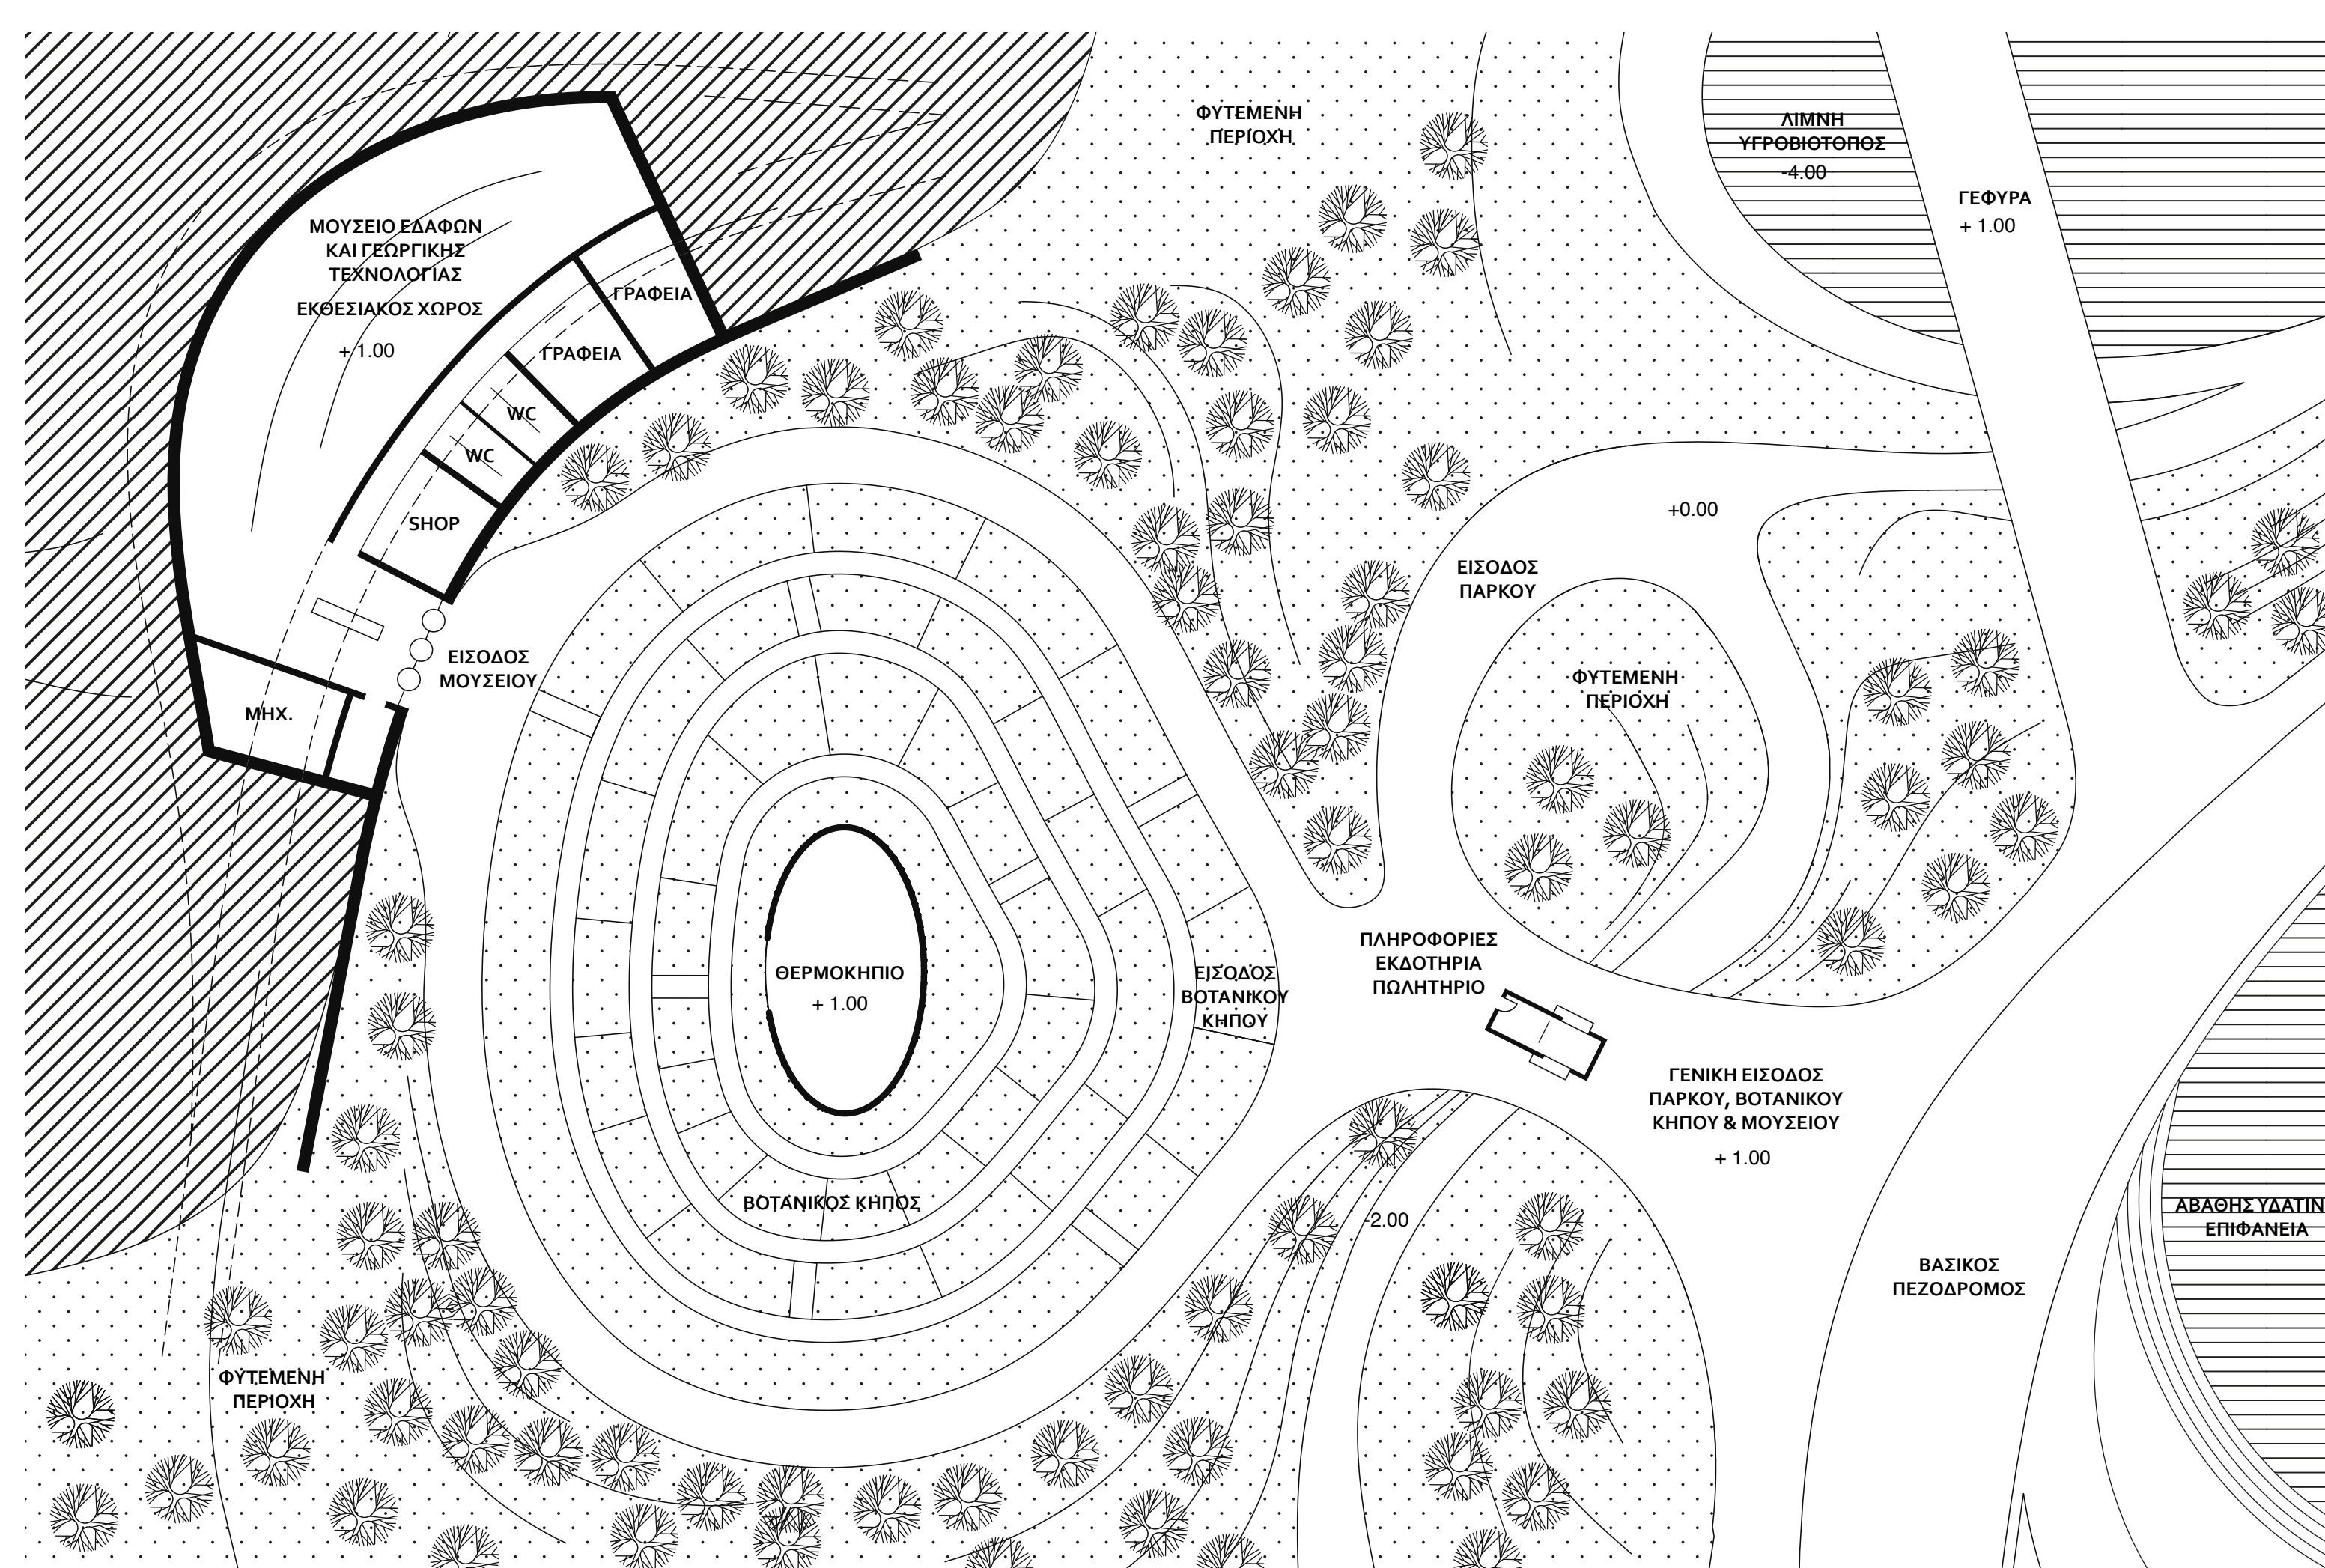 ΦΥΤΕΜΕΝΗ
ΠΕΡΙΟΧΗ
ΛΙΜΝΗ
ΥΓΡΟΒΙΟΤΟΠΟΣ
-4.00
ΓΕΦΥΡΑ
+ 1.00
ΜΟΥΣΕΙΟ ΕΔΑΦΩΝ
ΚΑΙ ΓΕΩΡΓΙΚΗΣ
ΤΕΧΝΟΛΟΓΙΑΣ
ΕΚΘΕΣΙΑΚΟΣ ΧΩΡΟΣ
+ 1.00
ΓΡΑΦΕΙΑ
ΓΡΑΦΕΙΑ
WC
WC
SHOP
ΕΙΣΟΔΟΣ
ΜΟΥΣΕΙΟΥ
ΜΗΧ.
+0.00
ΕΙΣΟΔΟΣ
ΠΑΡΚΟΥ
ΦΥΤΕΜΕΝΗ
ΠΕΡΙΟΧΗ
ΠΛΗΡΟΦΟΡΙΕΣ
ΕΚΔΟΤΗΡΙΑ
ΠΩΛΗΤΗΡΙΟ
ΘΕΡΜΟΚΗΠΙΟ
+ 1.00
ΕΙΣΟΔΟΣ
ΒΟΤΑΝΙΚΟΥ
ΚΗΠΟΥ
ΓΕΝΙΚΗ ΕΙΣΟΔΟΣ
ΠΑΡΚΟΥ, ΒΟΤΑΝΙΚΟΥ
ΚΗΠΟΥ & ΜΟΥΣΕΙΟΥ
+ 1.00
ΒΟΤΑΝΙΚΟΣ ΚΗΠΟΣ
-2.00
ΑΒΑΘΗΣ ΥΔΑΤΙΝ
ΕΠΙΦΑΝΕΙΑ
ΒΑΣΙΚΟΣ
ΠΕΖΟΔΡΟΜΟΣ
ΦΥΤΕΜΕΝΗ
ΠΕΡΙΟΧΗ